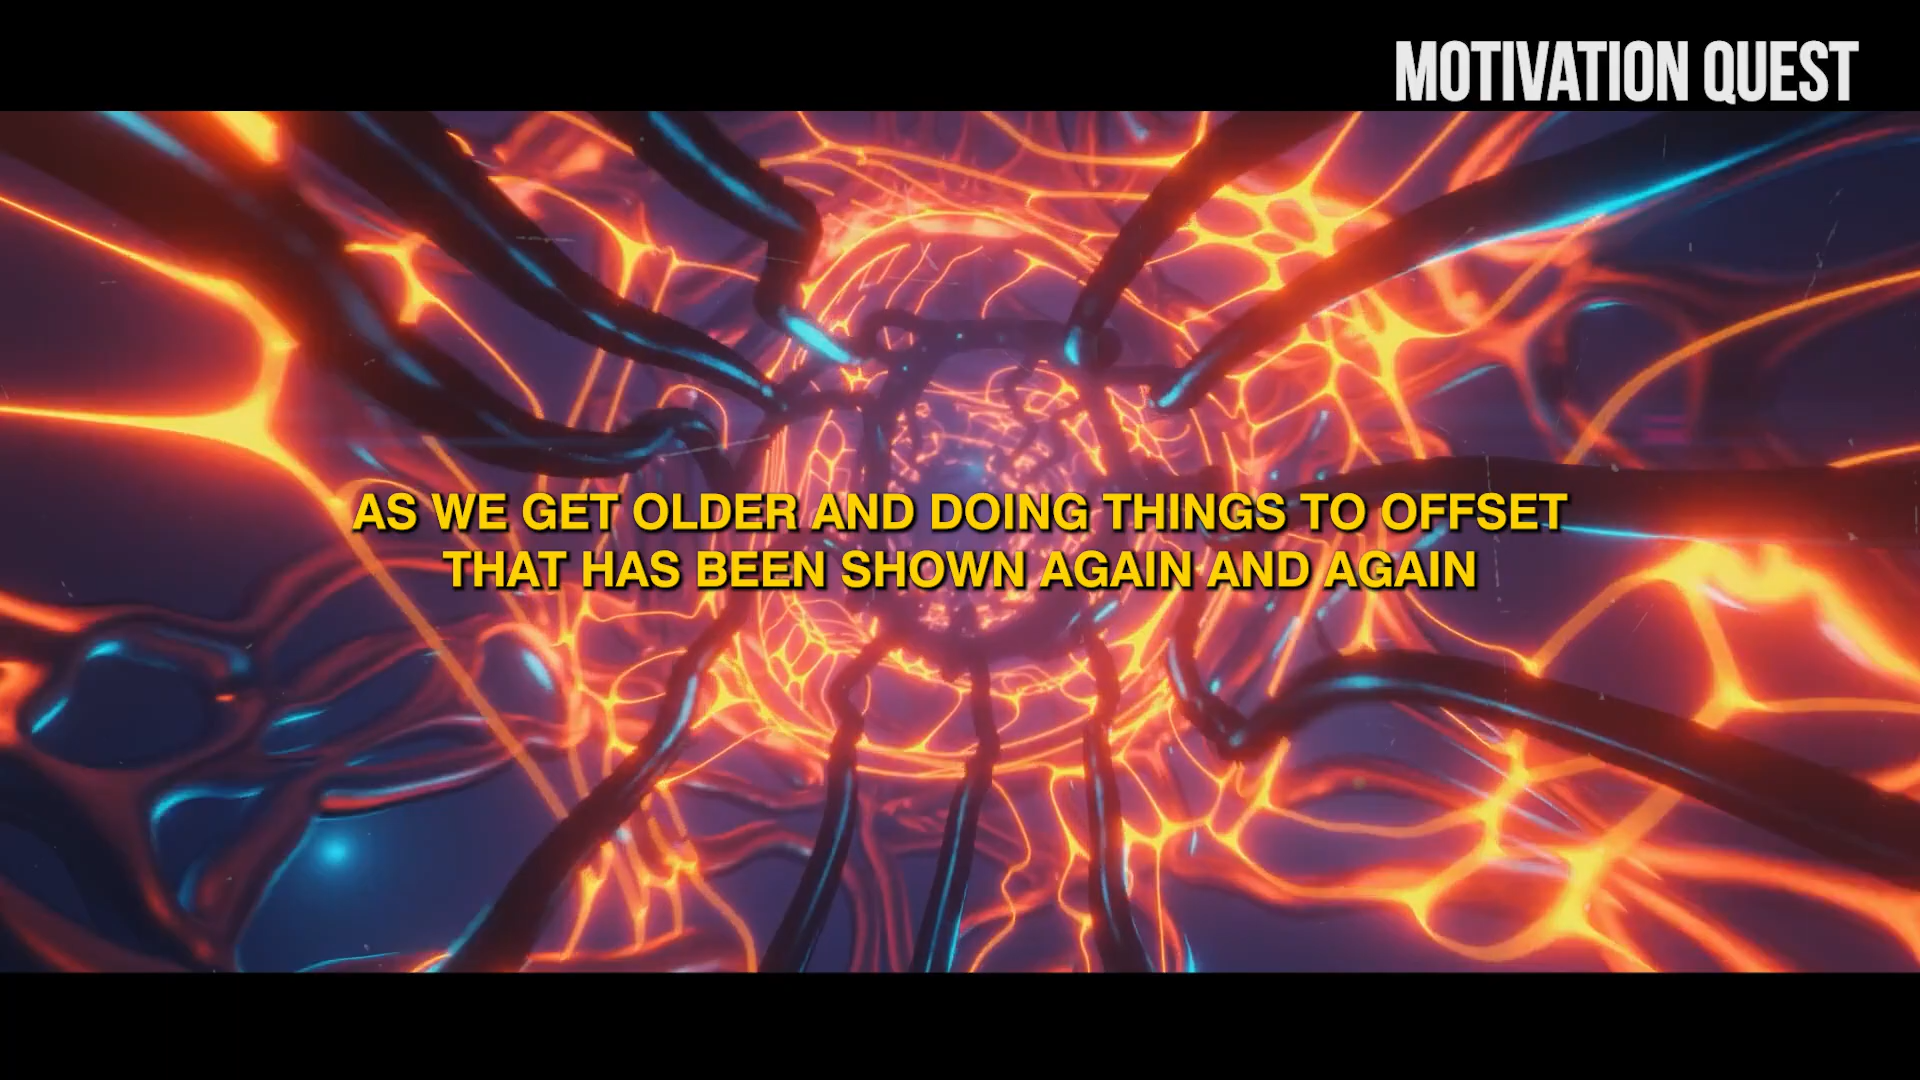 MOTIVATION QUEST
AS WE GET OLDER AND DOING THINGS TO OFFSET
THAT HAS BEEN SHOWN AGAIN AND AGAIN